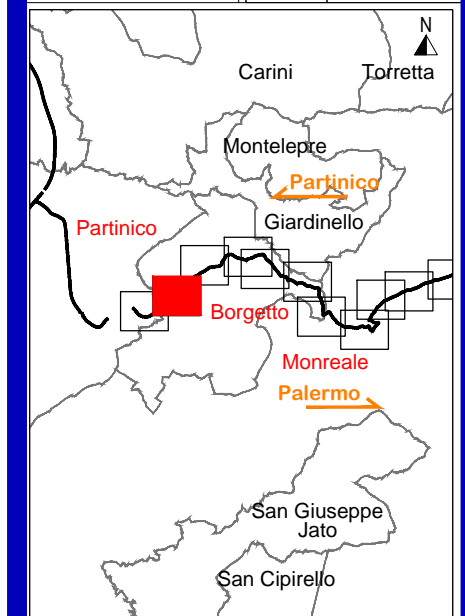 N
Carini
Torretta
Montelepre
Partinico
Giardinello
Partinico
Borgetto
Monreale
Palermo
San Giuseppe
Jato
San Cipirello